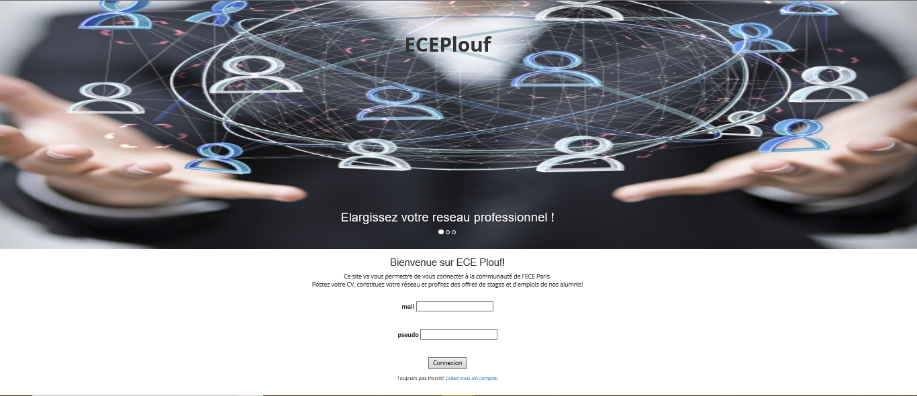 ECEPlouf
Elargissez votre reseau professionnel !
Bienvenue sur ECE Plouf!
Ce site va vous permettre de vous connecter à la communauté de l'ECE Paris.
Postez votre CV, constituez votre réseau et profitez des offres de stages et d'emplois de nos alumnis!
mail
pseudo
Connexion
Toujours pas inscrit? Créez vous un compte!